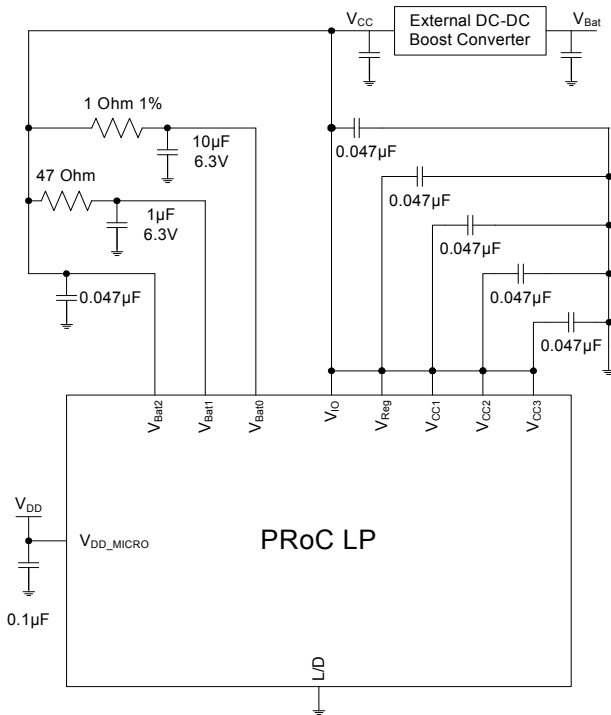 V_CC
External DC-DC
Boost Converter
V_Bat
1 Ohm 1%
10µF
6.3V
0.047µF
47 Ohm
0.047µF
1µF
6.3V
0.047µF
0.047µF
0.047µF
0.047µF
V_Bat2
V_Bat1
V_Bat0
V_IO
V_Reg
V_CC1
V_CC2
V_CC3
V_DD
V_DD_MICRO
PRoC LP
0.1µF
L/D